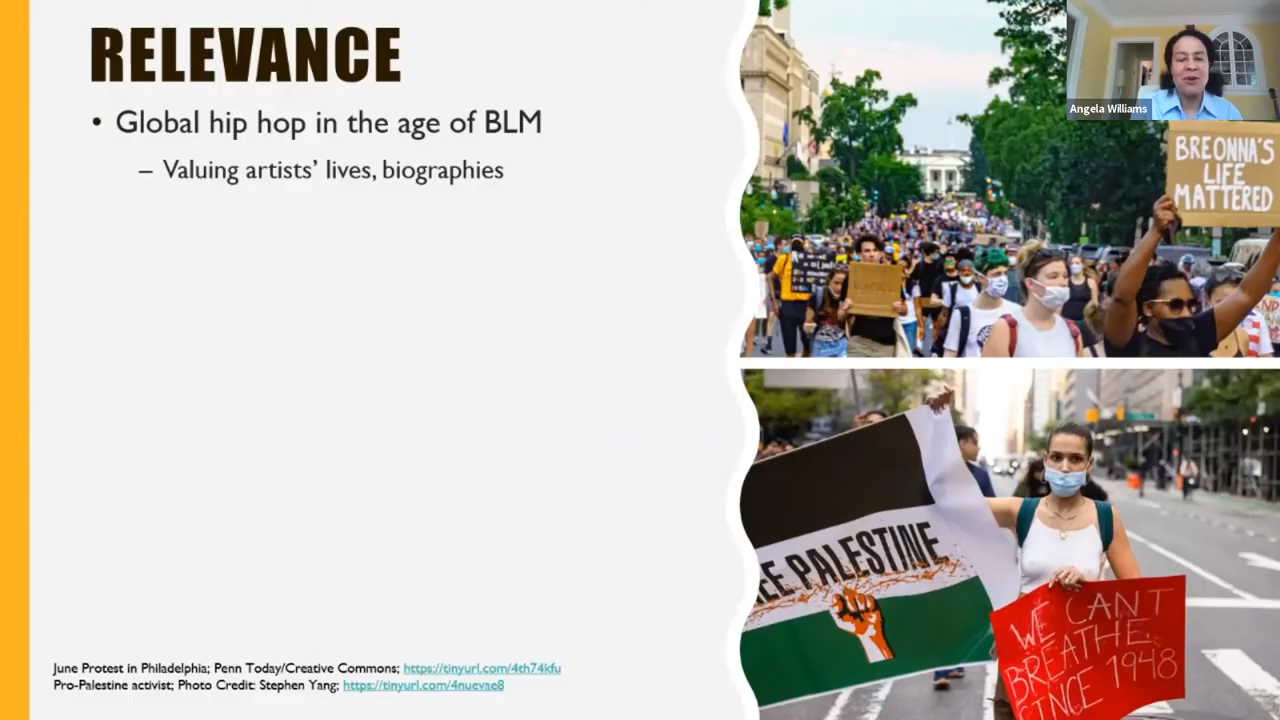 RELEVANCE
• Global hip hop in the age of BLM
– Valuing artists’ lives, biographies
Angela Williams
BREONNA'S
LIFE
MATTERED
EE PALESTINE
WE CANT
BREATHE
SINCE 1948
June Protest in Philadelphia; Penn Today/Creative Commons; https://tinyurl.com/4th74kfu
Pro-Palestine activist; Photo Credit: Stephen Yang; https://tinyurl.com/4nuevae8